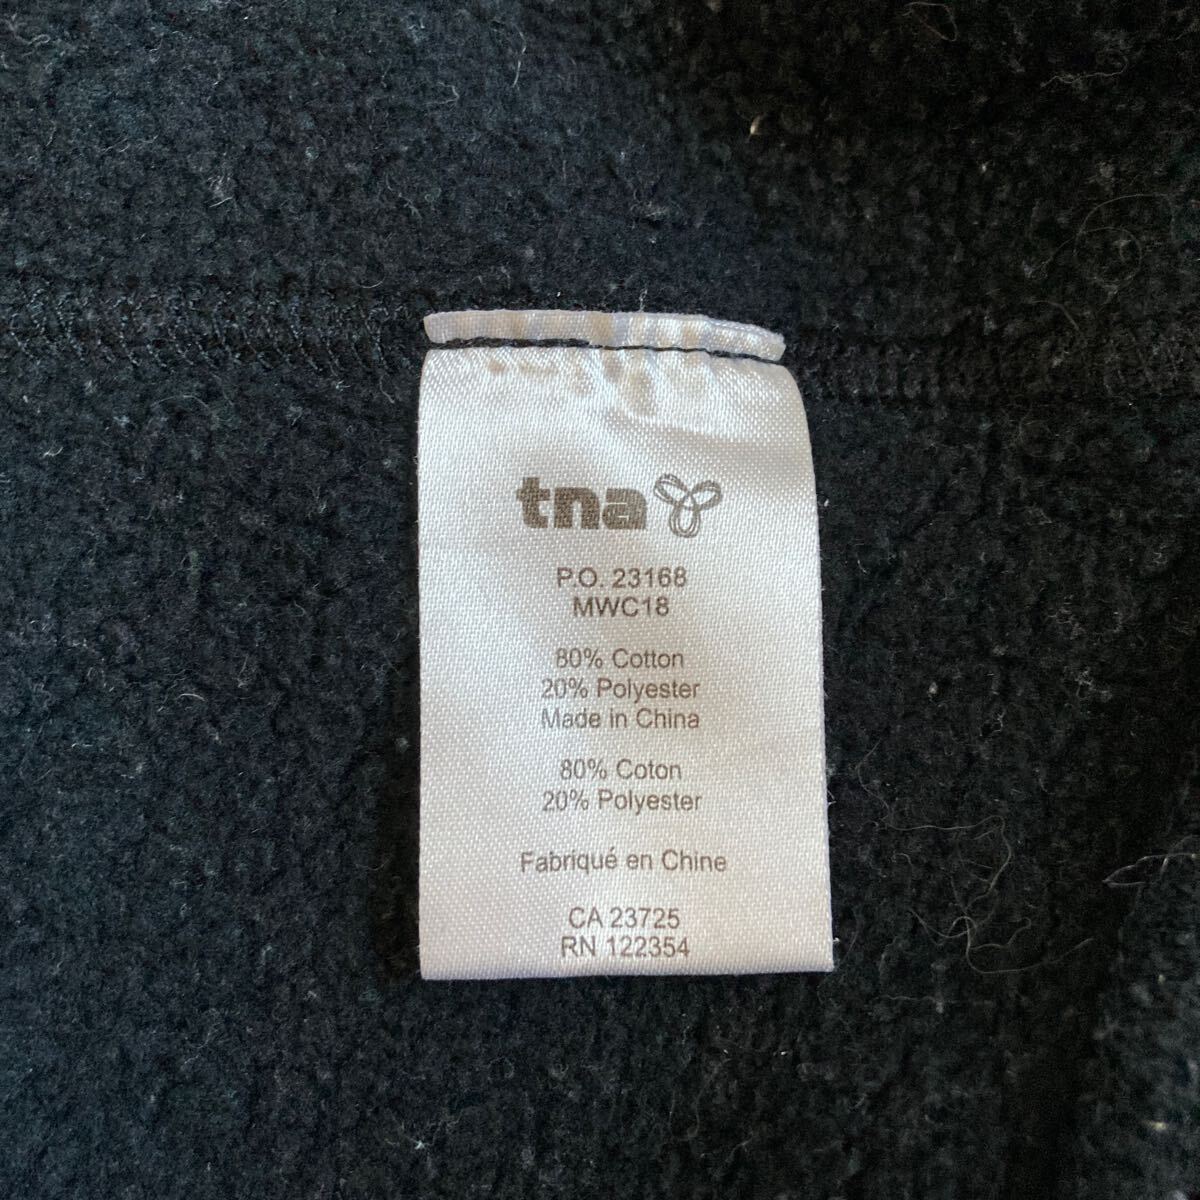 tna
P.O. 23168
MWC18
80% Cotton
20% Polyester
Made in China
80% Coton
20% Polyester
Fabriqué en Chine
CA 23725
RN 122354